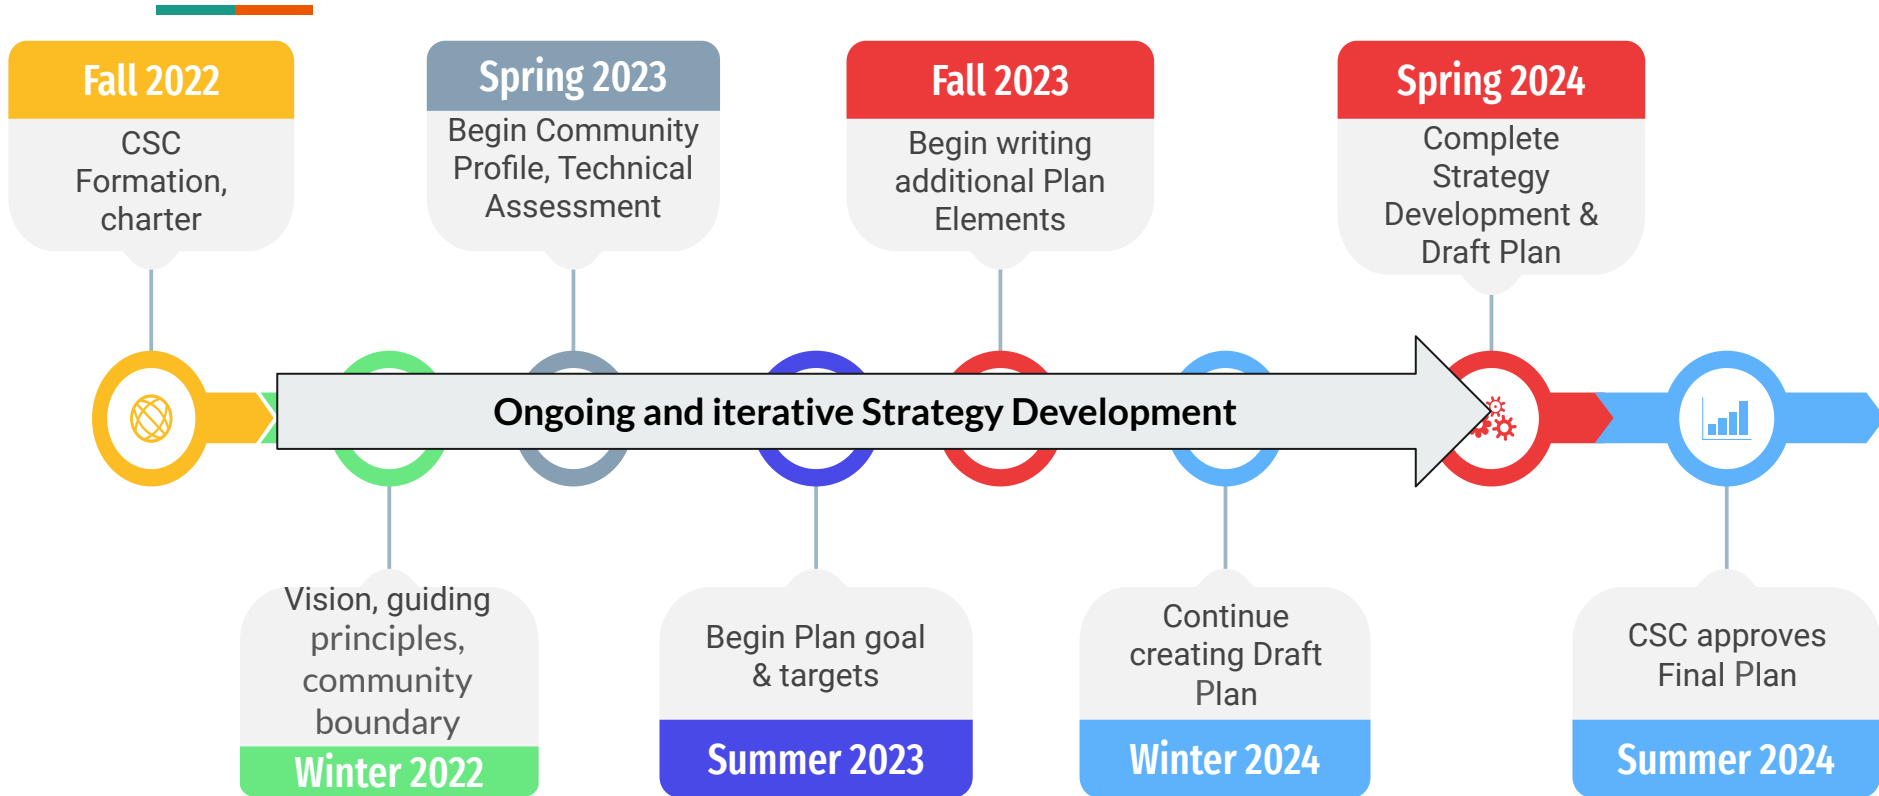 Fall 2022
CSC
Formation,
charter
Spring 2023
Begin Community
Profile, Technical
Assessment
Fall 2023
Begin writing
additional Plan
Elements
Spring 2024
Complete
Strategy
Development &
Draft Plan
Ongoing and iterative Strategy Development
Vision, guiding
principles,
community
boundary
Winter 2022
Begin Plan goal
& targets
Summer 2023
Continue
creating Draft
Plan
Winter 2024
CSC approves
Final Plan
Summer 2024